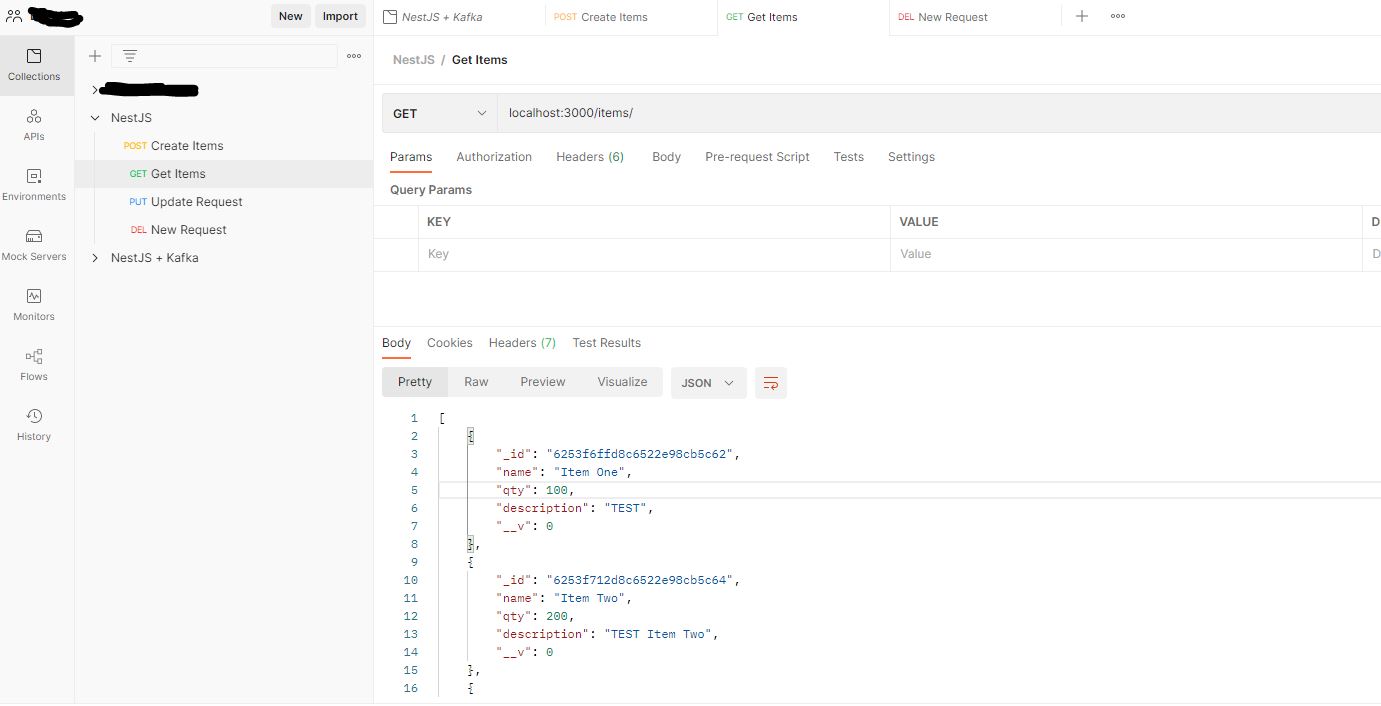 New Import
NestJS + Kafka
POST Create Items
GET Get Items
DEL New Request
Collections
APIs
Environments
Mock Servers
Monitors
Flows
History
NestJS
POST Create Items
GET Get Items
PUT Update Request
DEL New Request
NestJS + Kafka
NestJS / Get Items
GET localhost:3000/items/
Params Authorization Headers (6) Body Pre-request Script Tests Settings
Query Params
KEY VALUE D
Key Value D
Body Cookies Headers (7) Test Results
Pretty Raw Preview Visualize JSON
1 [
2 {
3 "_id": "6253f6ffd8c6522e98cb5c62",
4 "name": "Item One",
5 "qty": 100,
6 "description": "TEST",
7 "__v": 0
8 },
9 {
10 "_id": "6253f712d8c6522e98cb5c64",
11 "name": "Item Two",
12 "qty": 200,
13 "description": "TEST Item Two",
14 "__v": 0
15 },
16 {